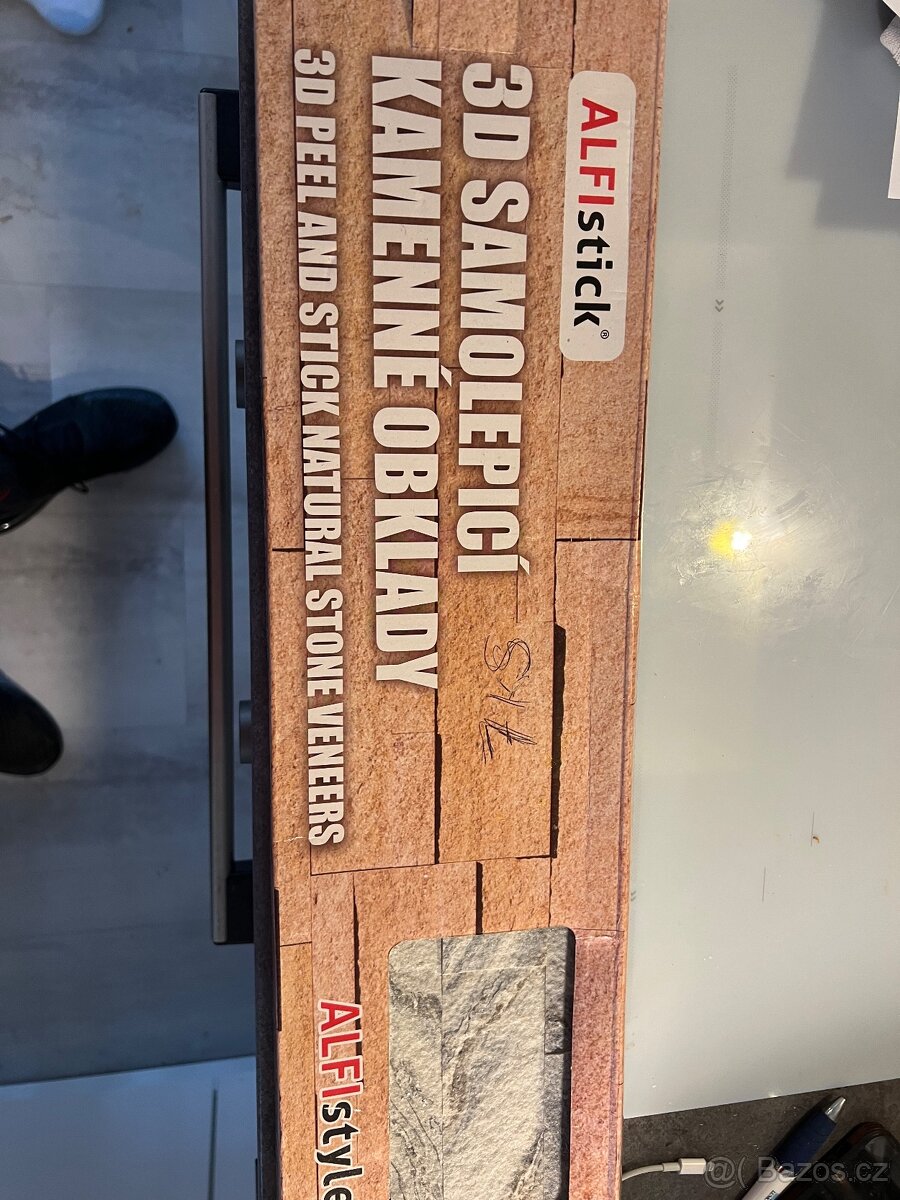 ALFIstick®
3D SAMOLEPICÍ
KAMENNÉ OBKLADY
3D PEEL AND STICK NATURAL STONE VENEERS
ALFIstyle
@( Bazos.cz